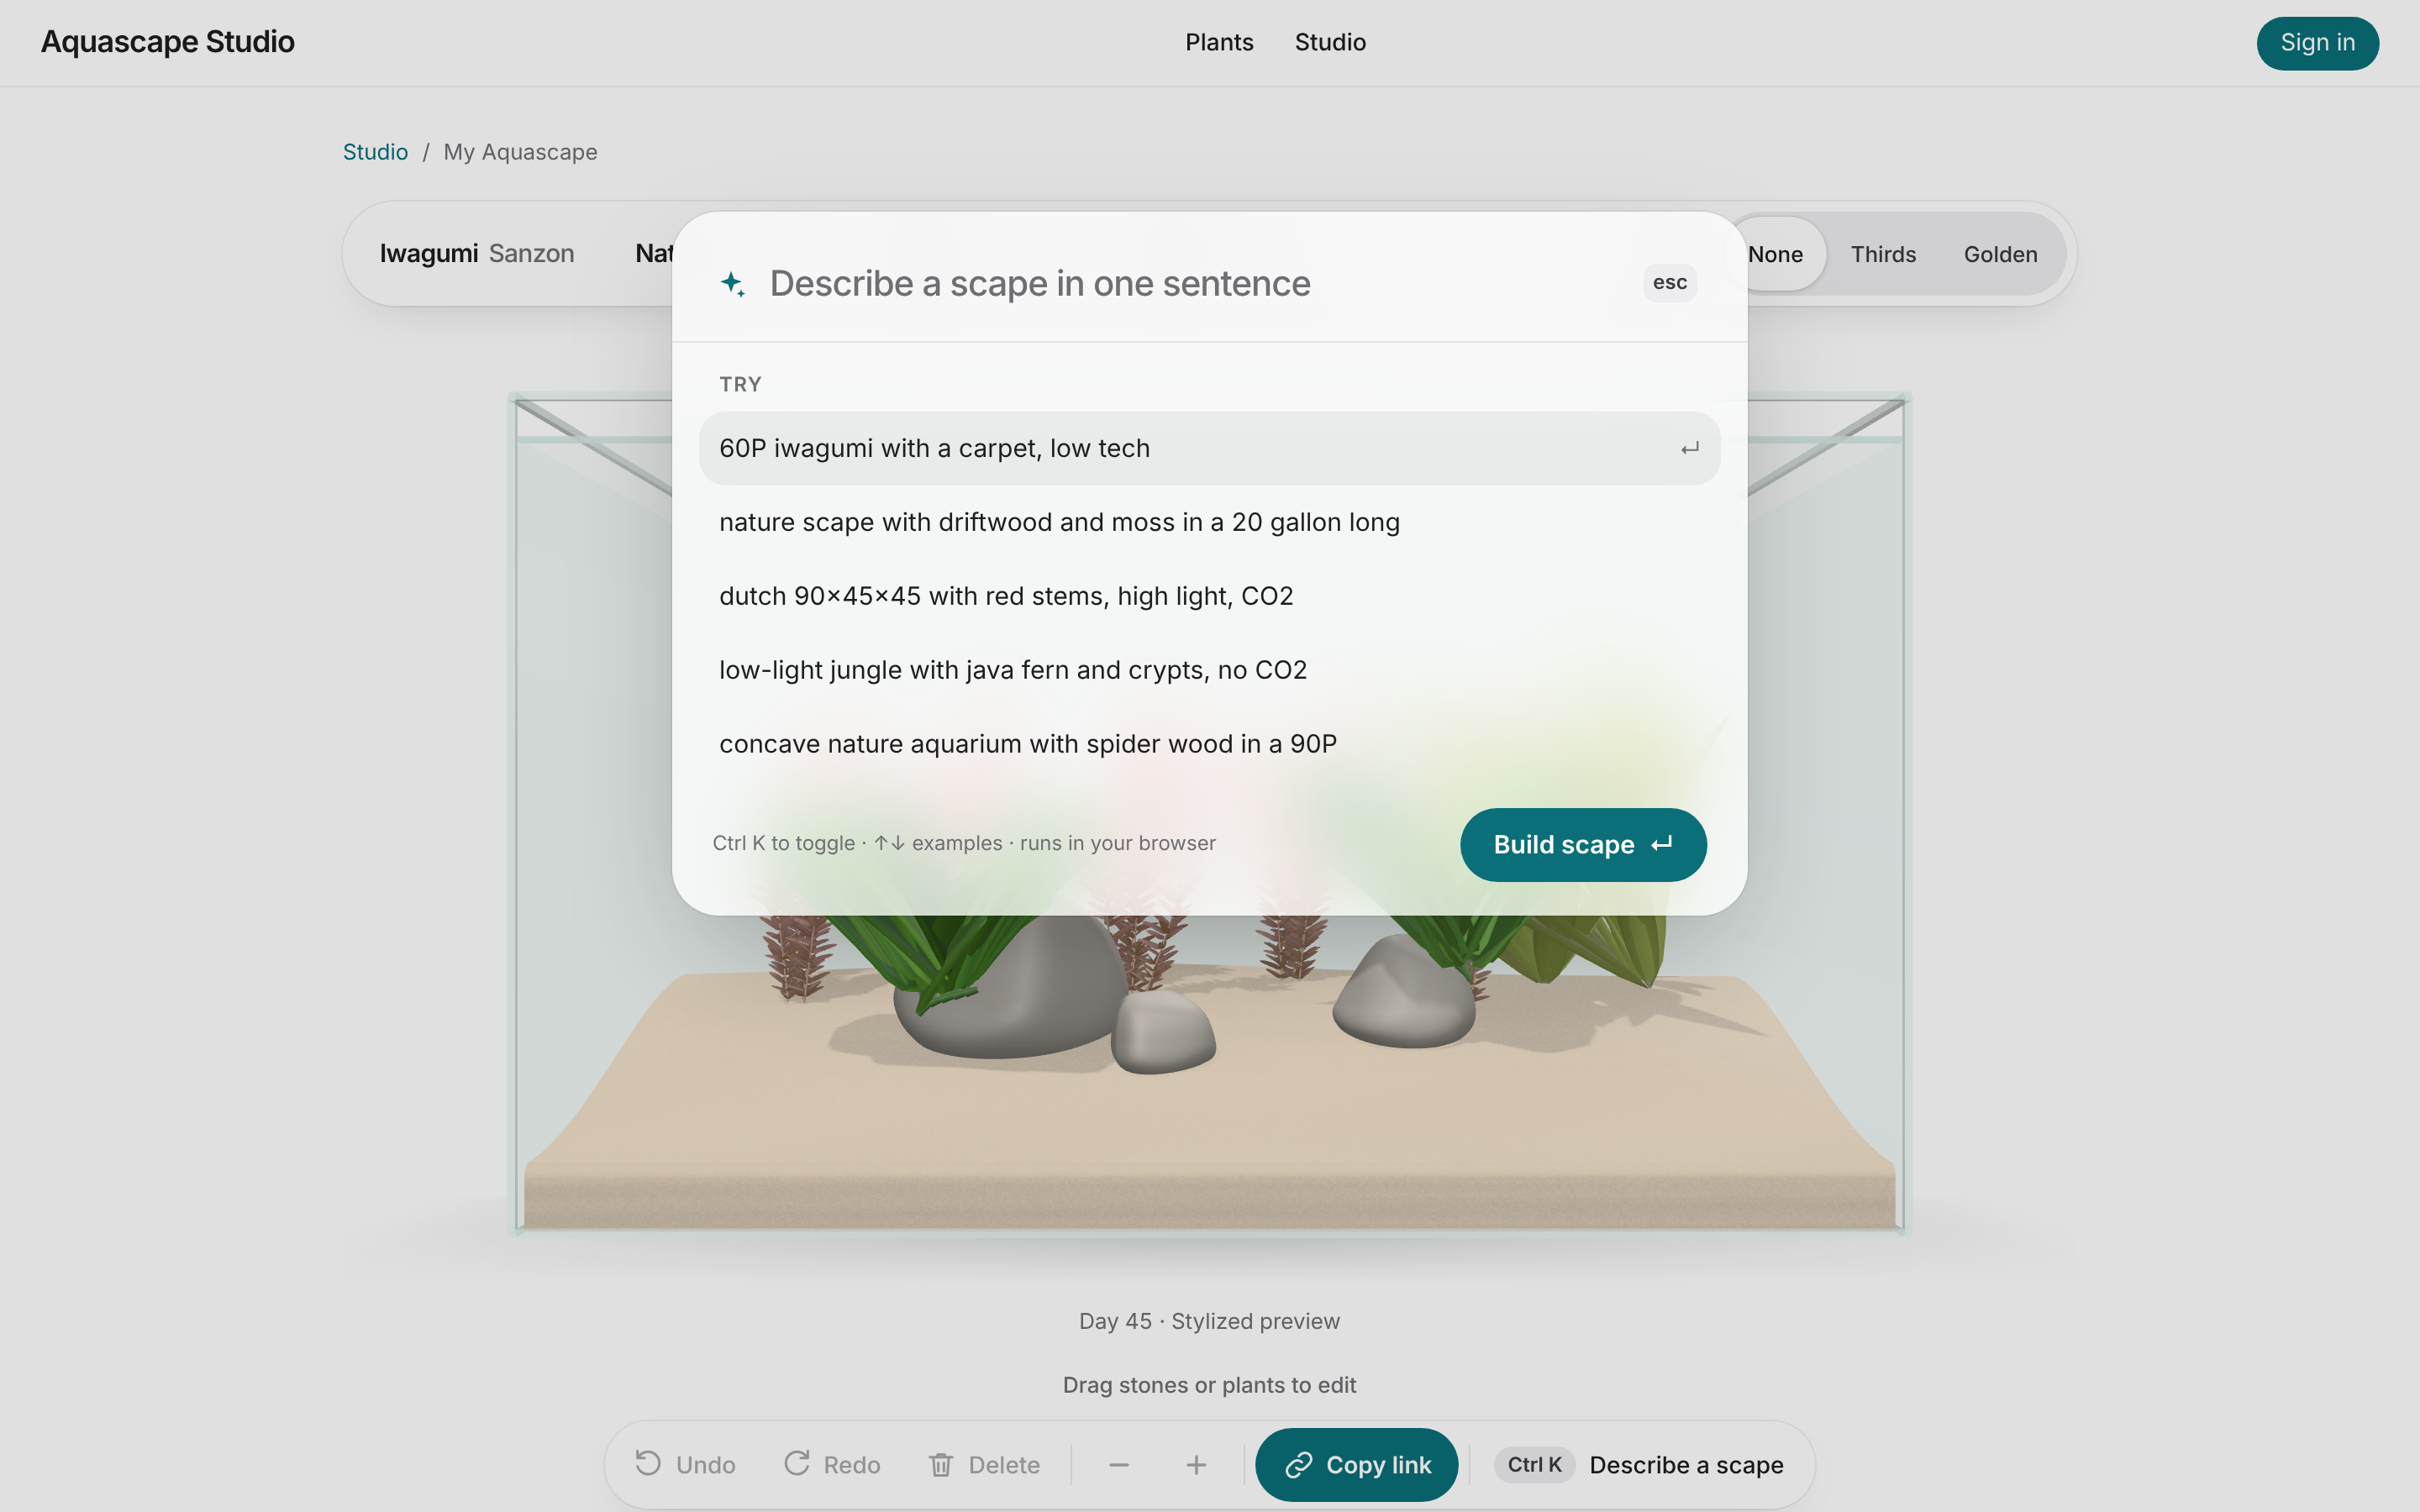 Aquascape Studio
Plants
Studio
Sign in
Studio / My Aquascape
Iwagumi Sanzon
None
Thirds
Golden
Describe a scape in one sentence
esc
TRY
60P iwagumi with a carpet, low tech
nature scape with driftwood and moss in a 20 gallon long
dutch 90×45×45 with red stems, high light, CO2
low-light jungle with java fern and crypts, no CO2
concave nature aquarium with spider wood in a 90P
Ctrl K to toggle · ↑↓ examples · runs in your browser
Build scape
Day 45 · Stylized preview
Drag stones or plants to edit
Undo
Redo
Delete
Copy link
Ctrl K
Describe a scape